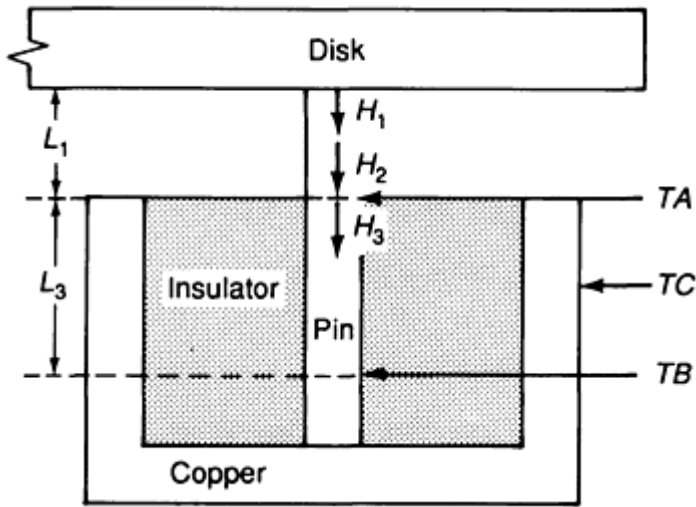 Disk
H₁
L₁
H₂
TA
H₃
L₃
Insulator
TC
Pin
TB
Copper